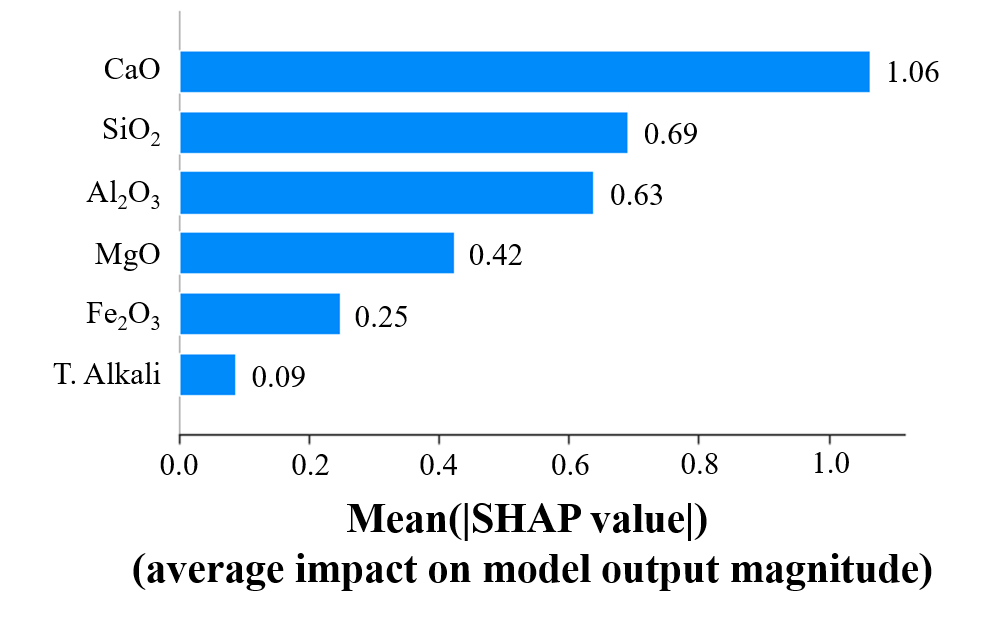 CaO 1.06
SiO₂ 0.69
Al₂O₃ 0.63
MgO 0.42
Fe₂O₃ 0.25
T. Alkali 0.09
0.0 0.2 0.4 0.6 0.8 1.0
Mean(|SHAP value|)
(average impact on model output magnitude)